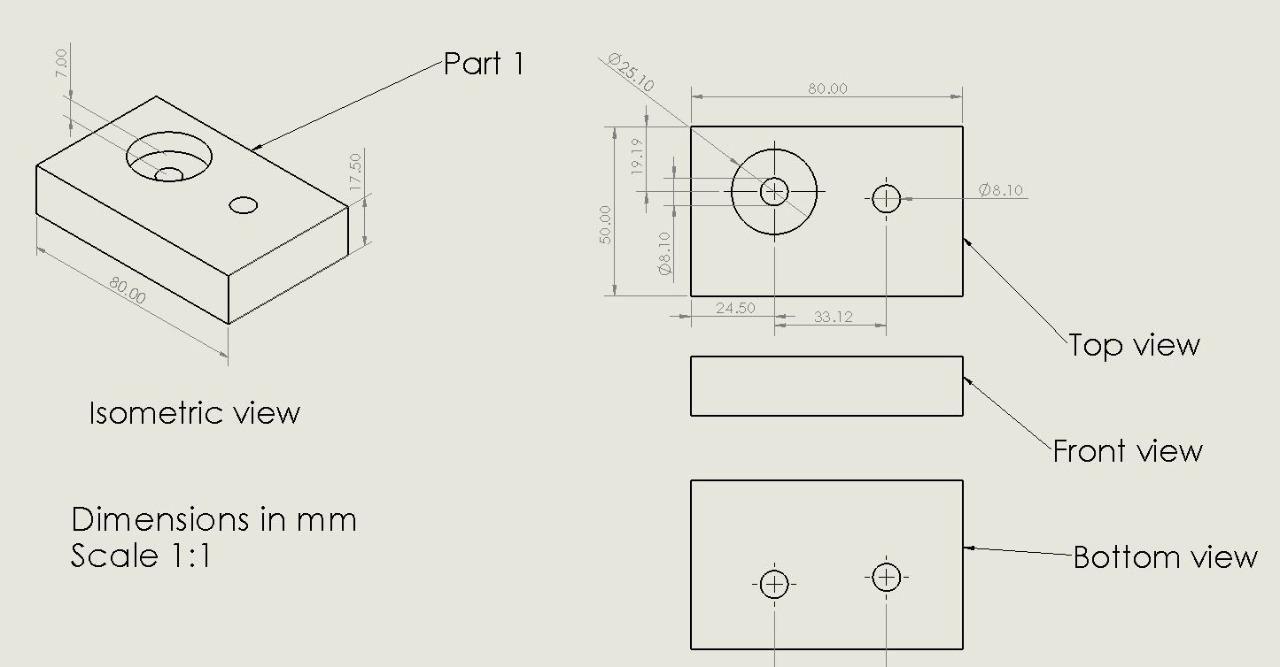 7.00
Part 1
17.50
80.00
Isometric view
Dimensions in mm
Scale 1:1
Ø25.10
80.00
19.19
50.00
Ø8.10
Ø8.10
24.50
33.12
Top view
Front view
Bottom view